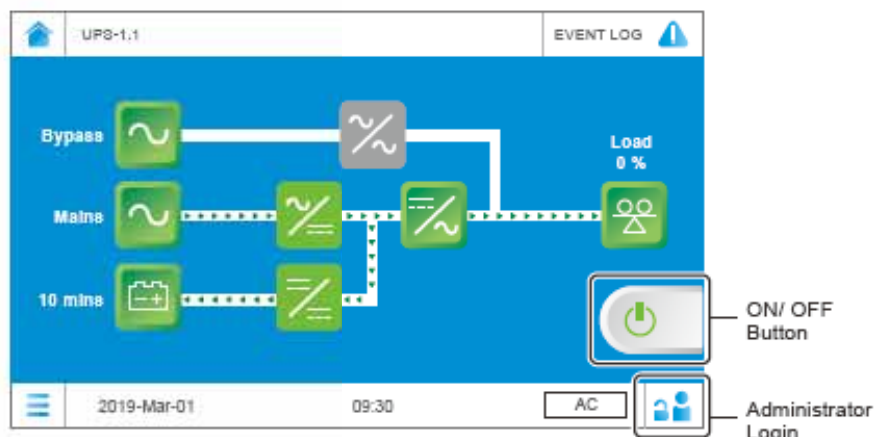 UPS-1.1
EVENT LOG
Bypass
Load
0 %
Mains
10 mins
ON/ OFF
Button
2019-Mar-01
09:30
AC
Administrator
Login